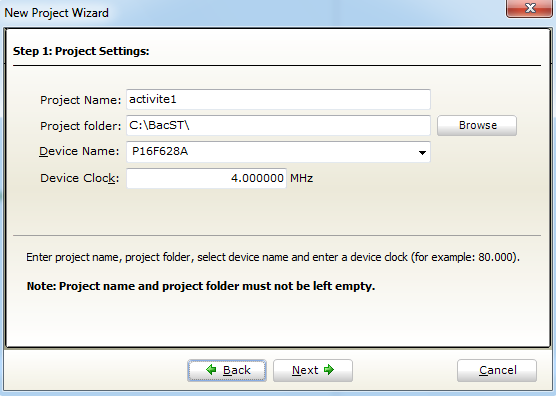 New Project Wizard
Step 1: Project Settings:
Project Name: activite1
Project folder: C:\BacST\ Browse
Device Name: P16F628A
Device Clock: 4.000000 MHz
Enter project name, project folder, select device name and enter a device clock (for example: 80.000).
Note: Project name and project folder must not be left empty.
Back Next Cancel